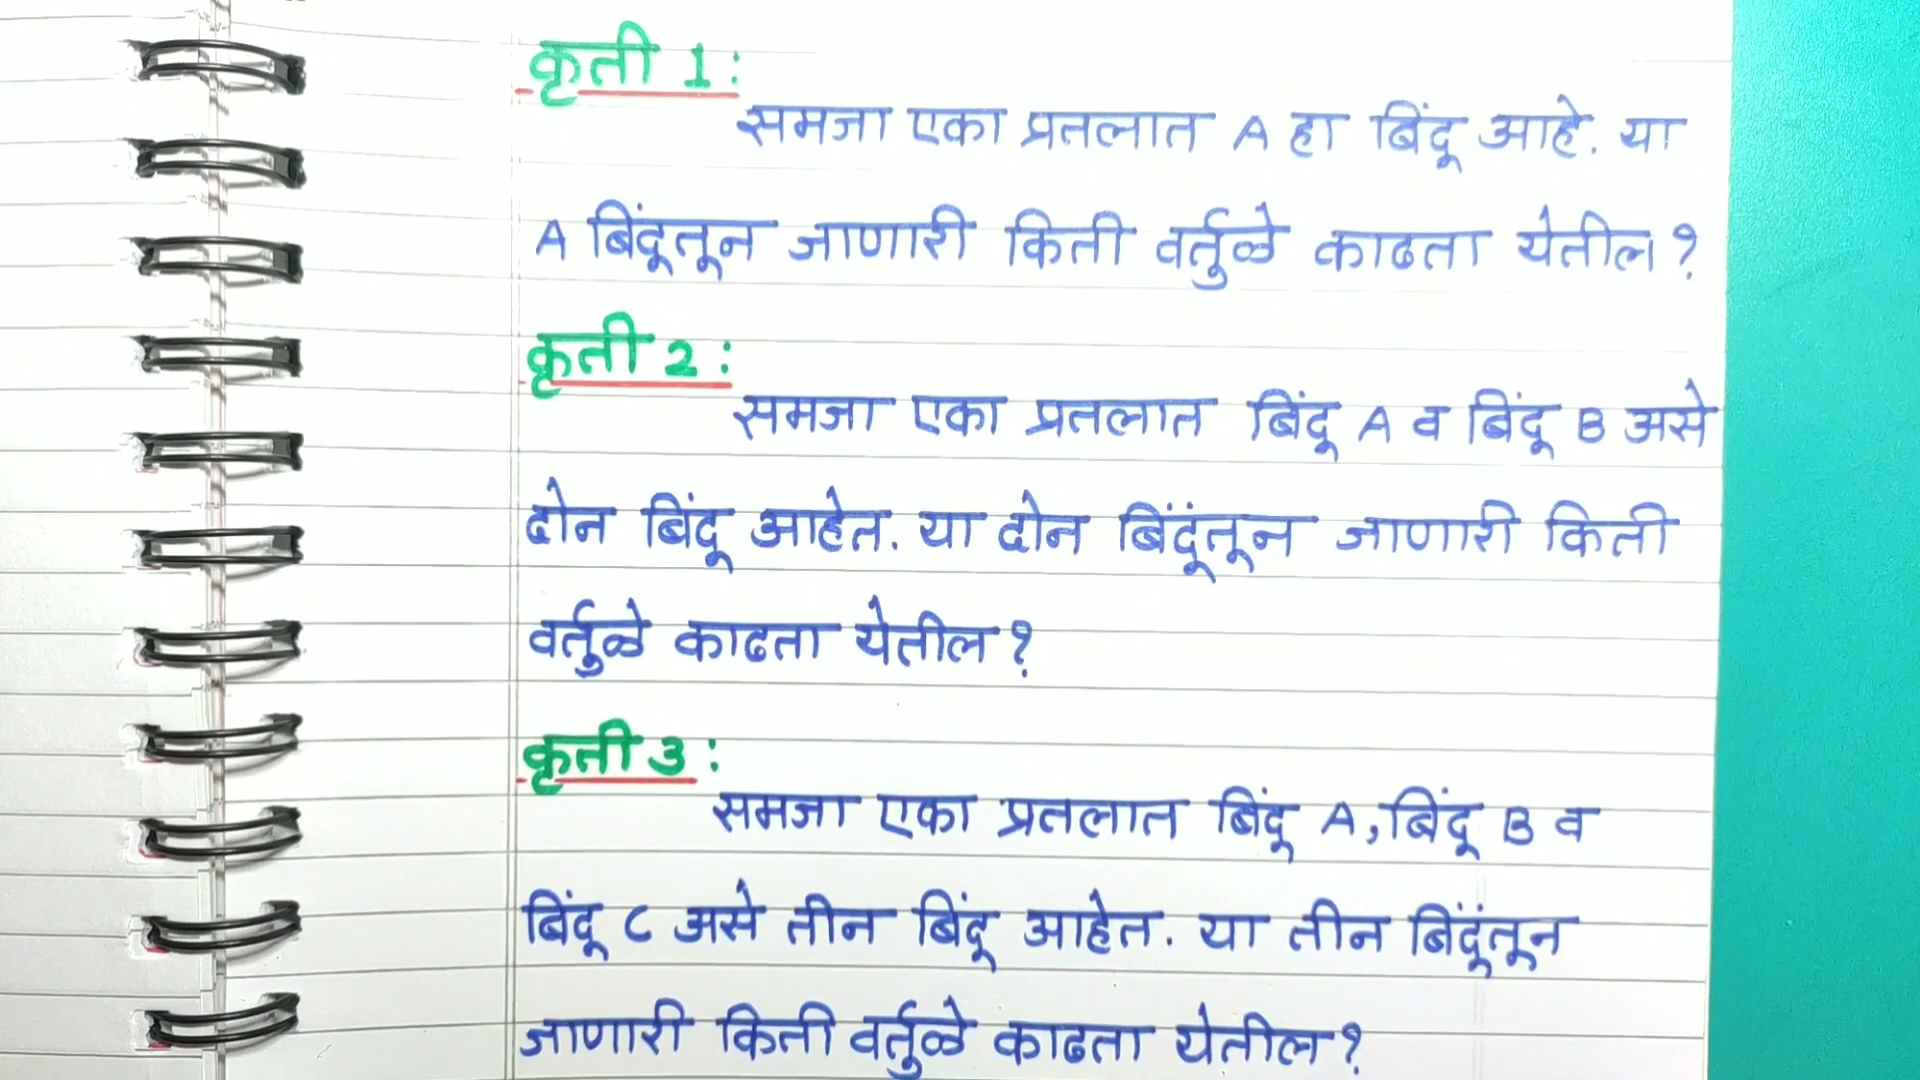 कृती 1:
समजा एका प्रतलात A हा बिंदू आहे. या
A बिंदूतून जाणारी किती वर्तुळे काढता येतील?
कृती 2:
समजा एका प्रतलात बिंदू A व बिंदू B असे
दोन बिंदू आहेत. या दोन बिंदूंतून जाणारी किती
वर्तुळे काढता येतील?
कृती 3:
समजा एका प्रतलात बिंदू A, बिंदू B व
बिंदू C असे तीन बिंदू आहेत. या तीन बिंदूंतून
जाणारी किती वर्तुळे काढता येतील?